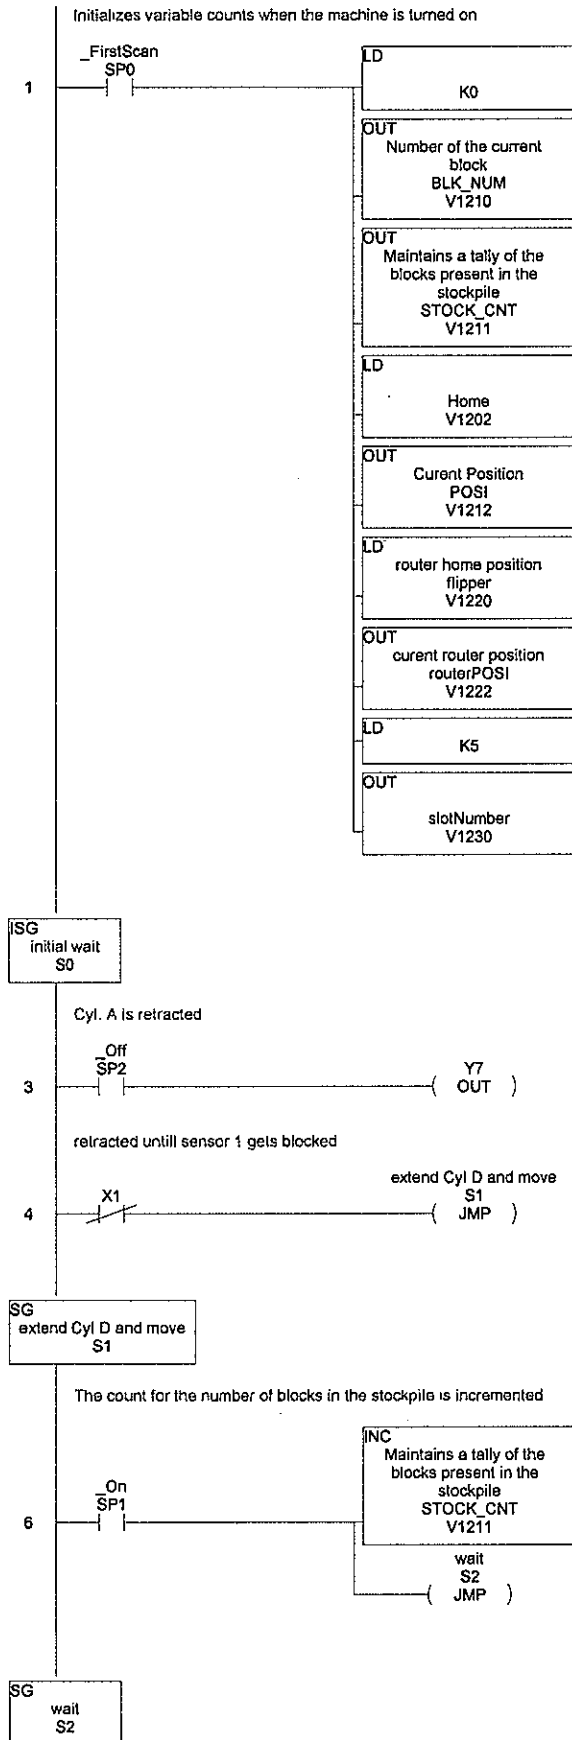 Initializes variable counts when the machine is turned on
_FirstScan
SP0
1
LD
K0
OUT
Number of the current
block
BLK_NUM
V1210
OUT
Maintains a tally of the
blocks present in the
stockpile
STOCK_CNT
V1211
LD
Home
V1202
OUT
Curent Position
POSI
V1212
LD
router home position
flipper
V1220
OUT
curent router position
routerPOSI
V1222
LD
K5
OUT
slotNumber
V1230
ISG
initial wait
S0
Cyl. A is retracted
_Off
SP2
3
Y7
( OUT )
retracted untill sensor 1 gets blocked
extend Cyl D and move
X1
S1
4
( JMP )
SG
extend Cyl D and move
S1
The count for the number of blocks in the stockpile is incremented
INC
Maintains a tally of the
blocks present in the
stockpile
STOCK_CNT
V1211
_On
SP1
6
wait
S2
( JMP )
SG
wait
S2